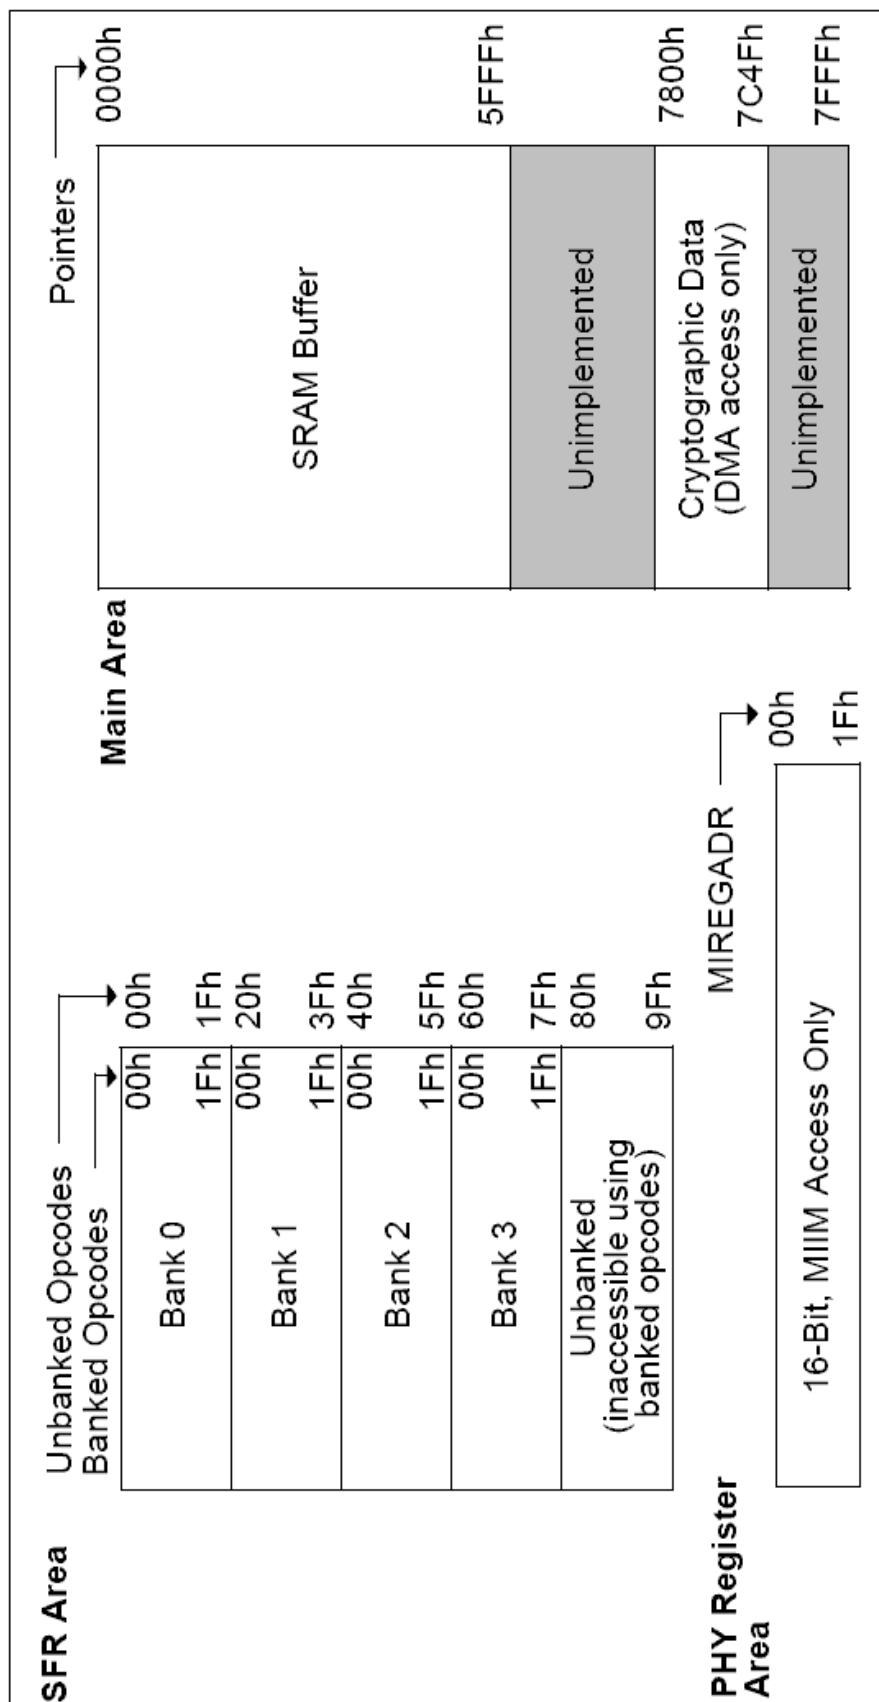 SFR Area
Unbanked Opcodes
Banked Opcodes
00h
00h
Bank 0
1Fh
1Fh
00h
20h
Bank 1
1Fh
3Fh
00h
40h
Bank 2
1Fh
5Fh
00h
60h
Bank 3
1Fh
7Fh
Unbanked
(inaccessible using
banked opcodes)
80h
9Fh
PHY Register
Area
MIREGADR
16-Bit, MIIM Access Only
00h
1Fh
Main Area
Pointers
0000h
SRAM Buffer
5FFFh
Unimplemented
7800h
Cryptographic Data
(DMA access only)
7C4Fh
Unimplemented
7FFFh